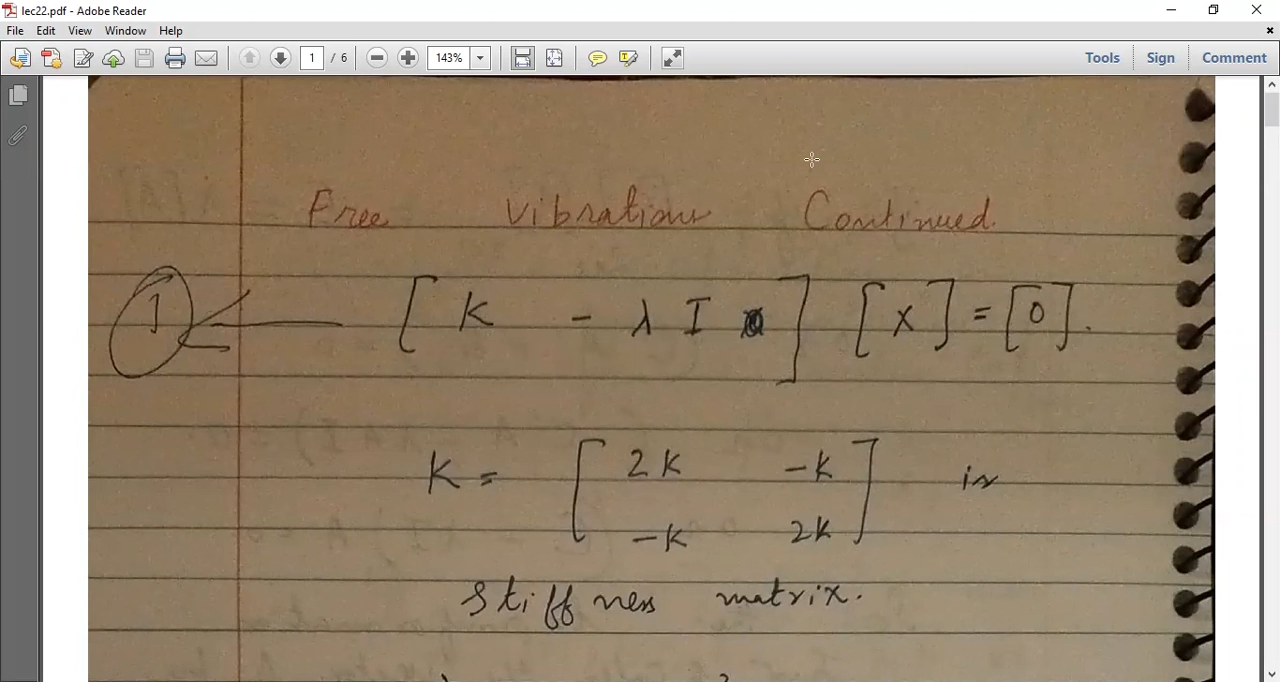 lec22.pdf - Adobe Reader
File Edit View Window Help
1 / 6 143% Tools Sign Comment
Free Vibration Continued.
1 ← [ K - λ I ] [ X ] = [ 0 ].
K = [ 2K -K is
-K 2K ]
Stiffness matrix.